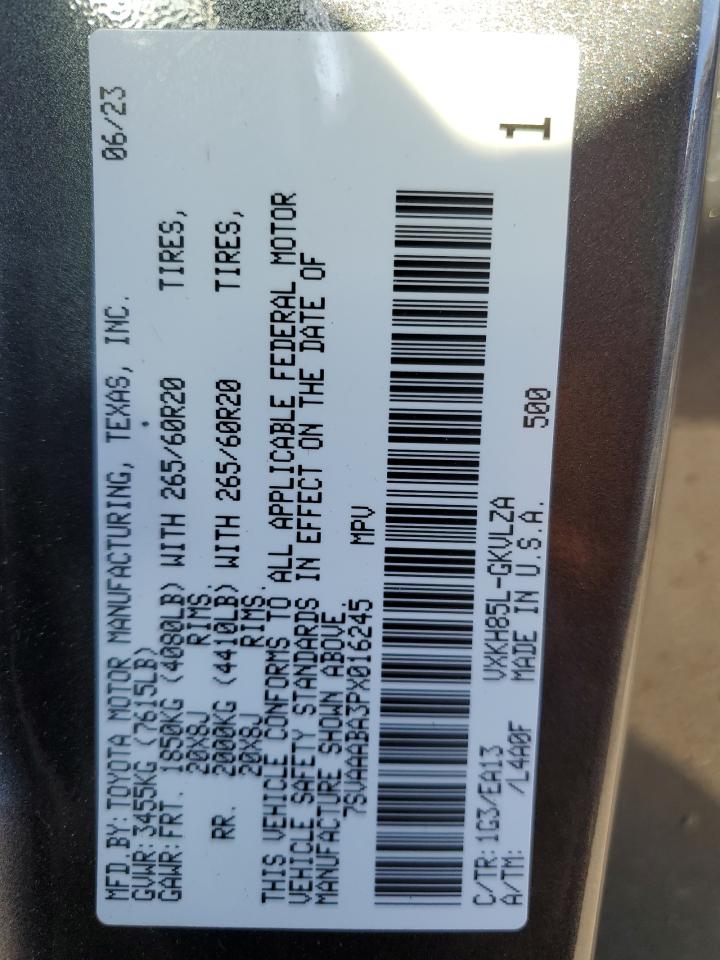 MFD BY: TOYOTA MOTOR MANUFACTURING, TEXAS, INC. 06/23
GVWR: 3455KG (7615LB)
GAWR: FRT. 1850KG (4080LB) WITH 265/60R20 TIRES,
20X8J RIMS.
RR. 2000KG (4410LB) WITH 265/60R20 TIRES,
20X8J RIMS.
THIS VEHICLE CONFORMS TO ALL APPLICABLE FEDERAL MOTOR
VEHICLE SAFETY STANDARDS IN EFFECT ON THE DATE OF
MANUFACTURE SHOWN ABOVE.
7SVAAABA3PX016245 MPV
C/TR: 1G3/EA13 VXKH85L-GKVLZA 1
A/TM: /L4A0F MADE IN U.S.A. 500